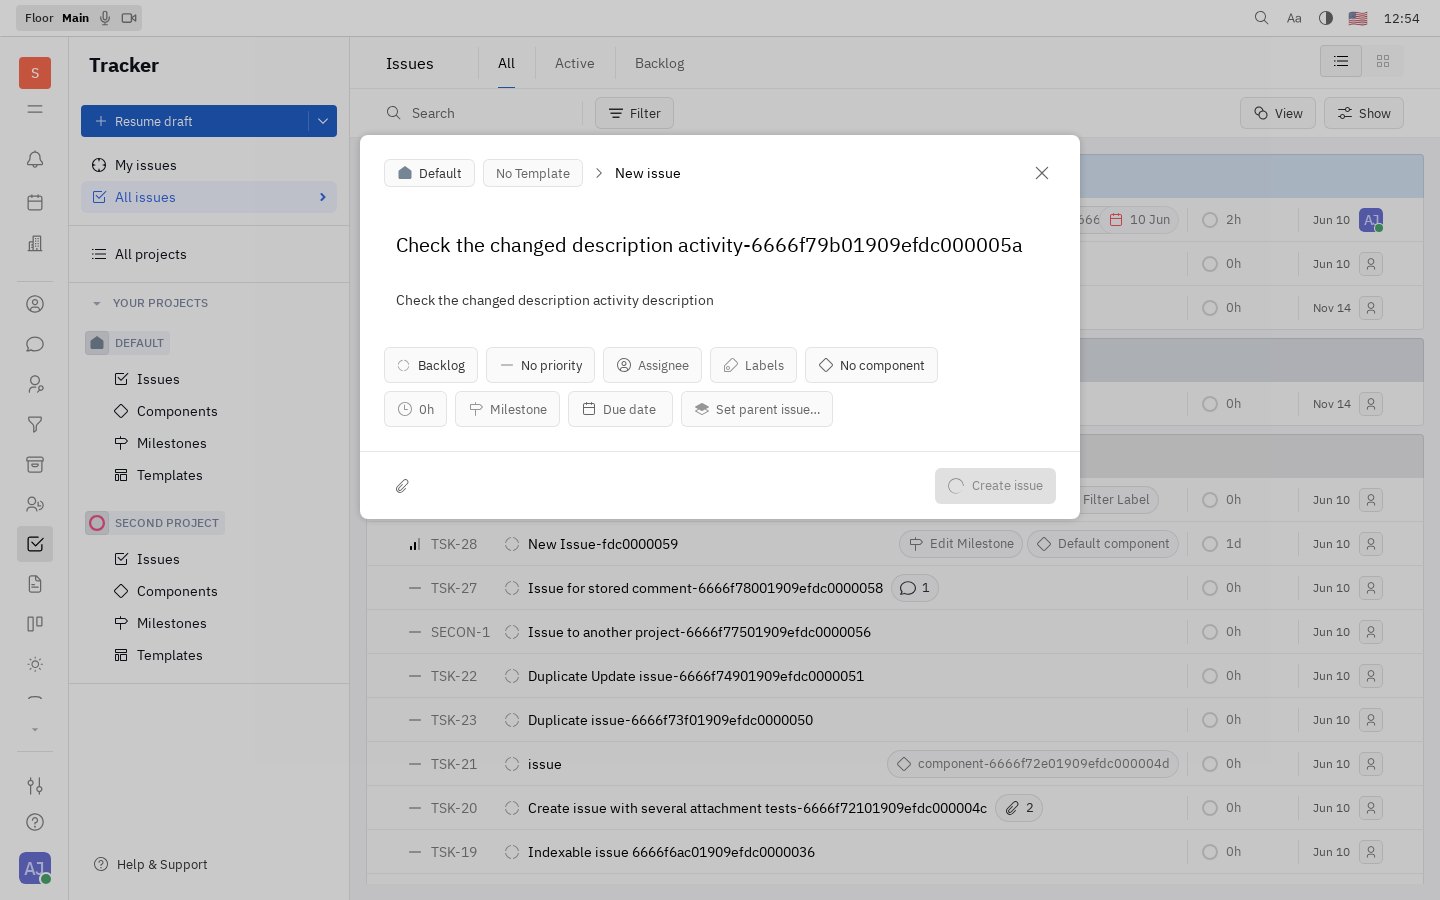 Floor Main
Aa
12:54
S
Tracker
Resume draft
My issues
All issues
All projects
YOUR PROJECTS
DEFAULT
Issues
Components
Milestones
Templates
SECOND PROJECT
Issues
Components
Milestones
Templates
Help & Support
AJ
Issues
All
Active
Backlog
Search
Filter
View
Show
Default
No Template
New issue
Check the changed description activity-6666f79b01909efdc000005a
Check the changed description activity description
Backlog
No priority
Assignee
Labels
No component
0h
Milestone
Due date
Set parent issue...
Create issue
666 10 Jun 2h Jun 10 AJ
0h Jun 10
0h Nov 14
0h Nov 14
Filter Label 0h Jun 10
TSK-28 New Issue-fdc0000059 Edit Milestone Default component 1d Jun 10
TSK-27 Issue for stored comment-6666f78001909efdc0000058 1 0h Jun 10
SECON-1 Issue to another project-6666f77501909efdc0000056 0h Jun 10
TSK-22 Duplicate Update issue-6666f74901909efdc0000051 0h Jun 10
TSK-23 Duplicate issue-6666f73f01909efdc0000050 0h Jun 10
TSK-21 issue component-6666f72e01909efdc000004d 0h Jun 10
TSK-20 Create issue with several attachment tests-6666f72101909efdc000004c 2 0h Jun 10
TSK-19 Indexable issue 6666f6ac01909efdc0000036 0h Jun 10